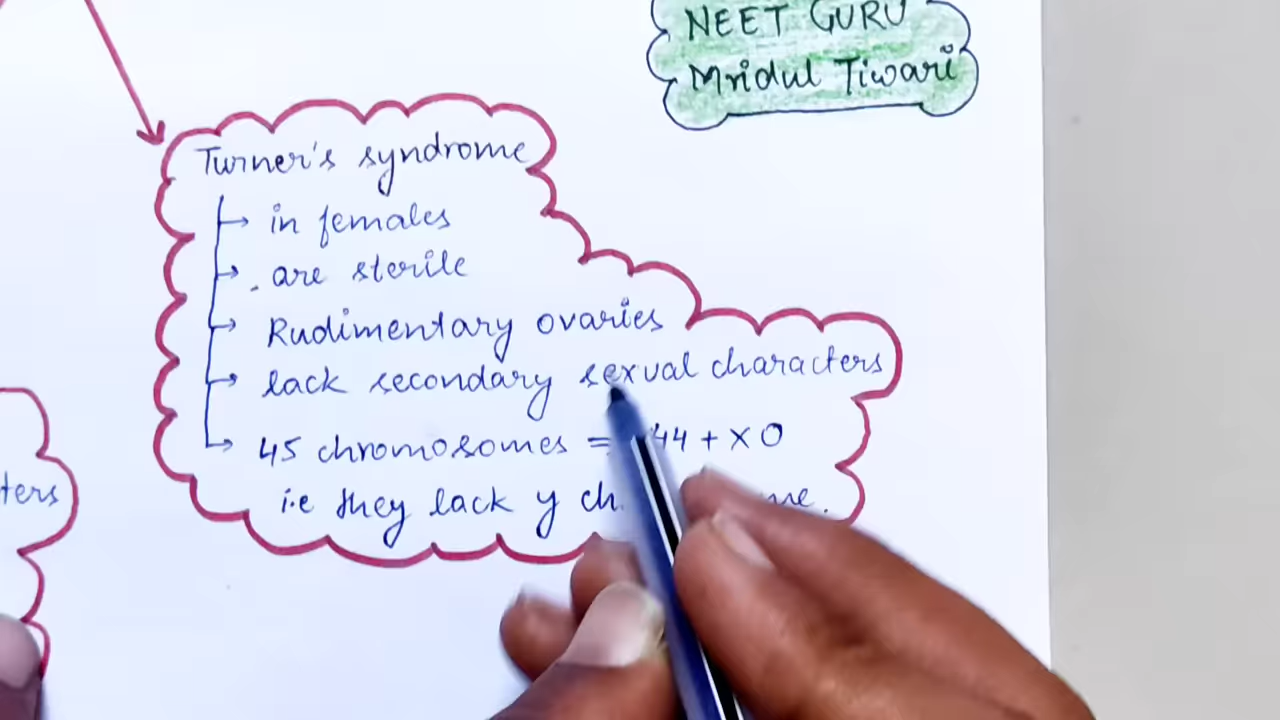 NEET GURU
Mridul Tiwari
Turner's syndrome
in females
are sterile
Rudimentary ovaries
lack secondary sexual characters
45 chromosomes = 44 + XO
i.e they lack y
ters